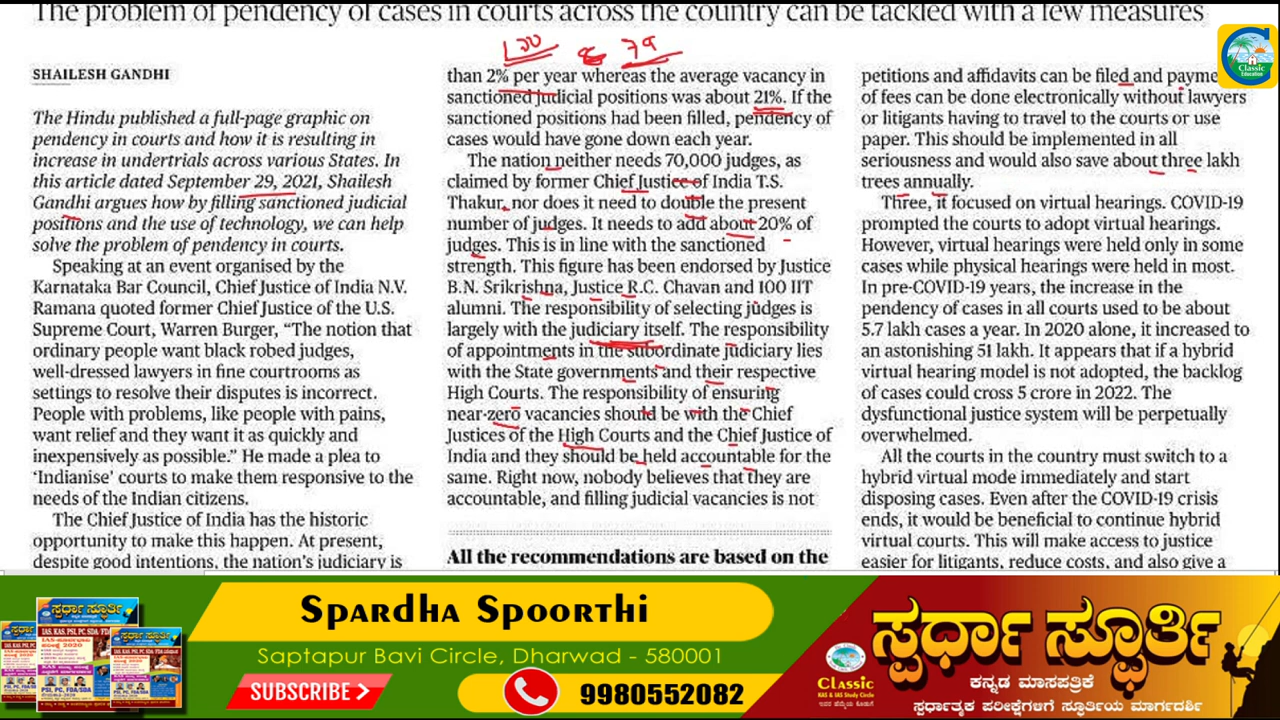 The problem of pendency of cases in courts across the country can be tackled with a few measures
SHAILESH GANDHI
The Hindu published a full-page graphic on
pendency in courts and how it is resulting in
increase in undertrials across various States. In
this article dated September 29, 2021, Shailesh
Gandhi argues how by filling sanctioned judicial
positions and the use of technology, we can help
solve the problem of pendency in courts.
Speaking at an event organised by the
Karnataka Bar Council, Chief Justice of India N.V.
Ramana quoted former Chief Justice of the U.S.
Supreme Court, Warren Burger, “The notion that
ordinary people want black robed judges,
well-dressed lawyers in fine courtrooms as
settings to resolve their disputes is incorrect.
People with problems, like people with pains,
want relief and they want it as quickly and
inexpensively as possible.” He made a plea to
‘Indianise’ courts to make them responsive to the
needs of the Indian citizens.
The Chief Justice of India has the historic
opportunity to make this happen. At present,
despite good intentions, the nation’s judiciary is
100 79
than 2% per year whereas the average vacancy in
sanctioned judicial positions was about 21%. If the
sanctioned positions had been filled, pendency of
cases would have gone down each year.
The nation neither needs 70,000 judges, as
claimed by former Chief Justice of India T.S.
Thakur, nor does it need to double the present
number of judges. It needs to add about 20% of
judges. This is in line with the sanctioned
strength. This figure has been endorsed by Justice
B.N. Srikrishna, Justice R.C. Chavan and 100 IIT
alumni. The responsibility of selecting judges is
largely with the judiciary itself. The responsibility
of appointments in the subordinate judiciary lies
with the State governments and their respective
High Courts. The responsibility of ensuring
near-zero vacancies should be with the Chief
Justices of the High Courts and the Chief Justice of
India and they should be held accountable for the
same. Right now, nobody believes that they are
accountable, and filling judicial vacancies is not
All the recommendations are based on the
petitions and affidavits can be filed and payme
of fees can be done electronically without lawyers
or litigants having to travel to the courts or use
paper. This should be implemented in all
seriousness and would also save about three lakh
trees annually.
Three, it focused on virtual hearings. COVID-19
prompted the courts to adopt virtual hearings.
However, virtual hearings were held only in some
cases while physical hearings were held in most.
In pre-COVID-19 years, the increase in the
pendency of cases in all courts used to be about
5.7 lakh cases a year. In 2020 alone, it increased to
an astonishing 51 lakh. It appears that if a hybrid
virtual hearing model is not adopted, the backlog
of cases could cross 5 crore in 2022. The
dysfunctional justice system will be perpetually
overwhelmed.
All the courts in the country must switch to a
hybrid virtual mode immediately and start
disposing cases. Even after the COVID-19 crisis
ends, it would be beneficial to continue hybrid
virtual courts. This will make access to justice
easier for litigants, reduce costs, and also give a
Classic
Education
Spardha Spoorthi
Saptapur Bavi Circle, Dharwad - 580001
SUBSCRIBE
9980552082
ಸ್ಪರ್ಧಾ ಸ್ಫೂರ್ತಿ
ಕನ್ನಡ ಮಾಸಪತ್ರಿಕೆ
ಸ್ಪರ್ಧಾತ್ಮಕ ಪರೀಕ್ಷೆಗಳಿಗೆ ಸ್ಫೂರ್ತಿಯ ಮಾರ್ಗದರ್ಶಿ
Classic
KAS & IAS Study Circle